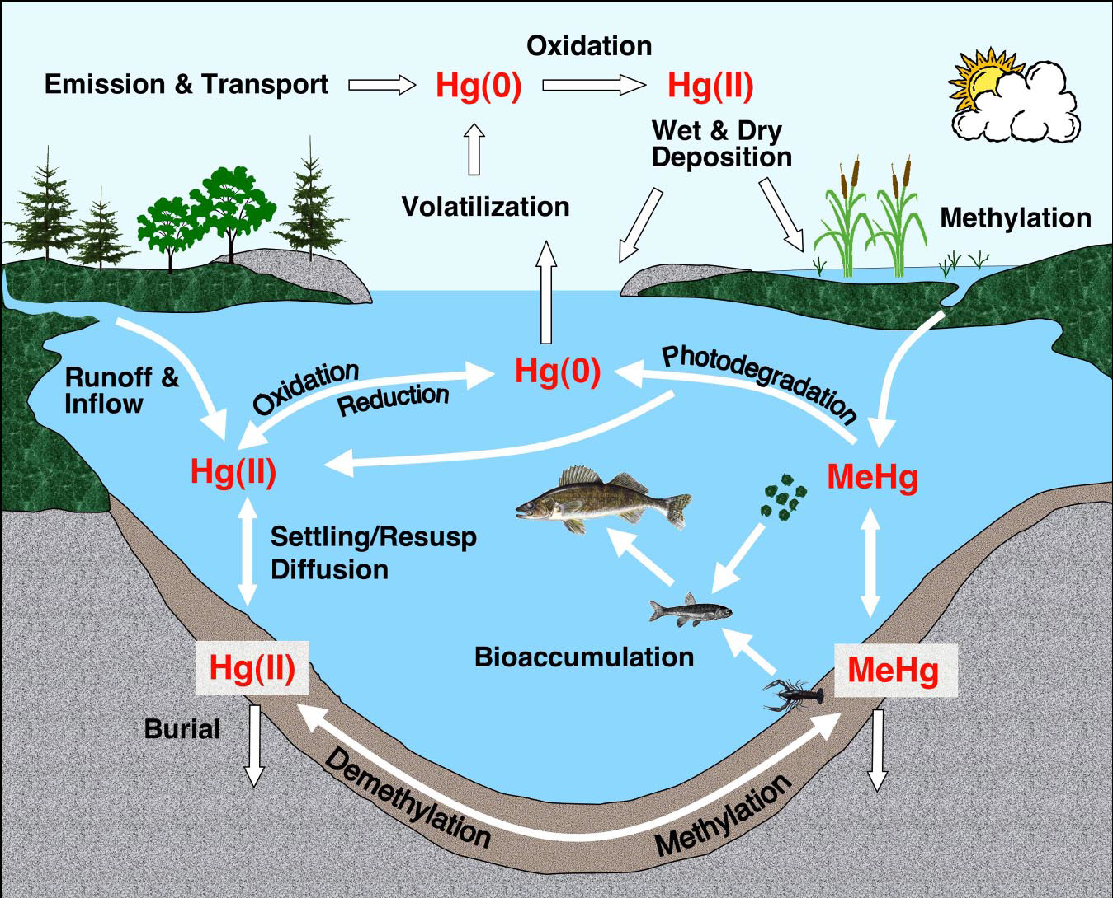 Oxidation
Emission & Transport
Hg(0)
Hg(II)
Wet & Dry
Deposition
Volatilization
Methylation
Runoff &
Inflow
Oxidation
Reduction
Hg(0)
Photodegradation
Hg(II)
MeHg
Settling/Resusp
Diffusion
Bioaccumulation
Hg(II)
MeHg
Burial
Demethylation
Methylation